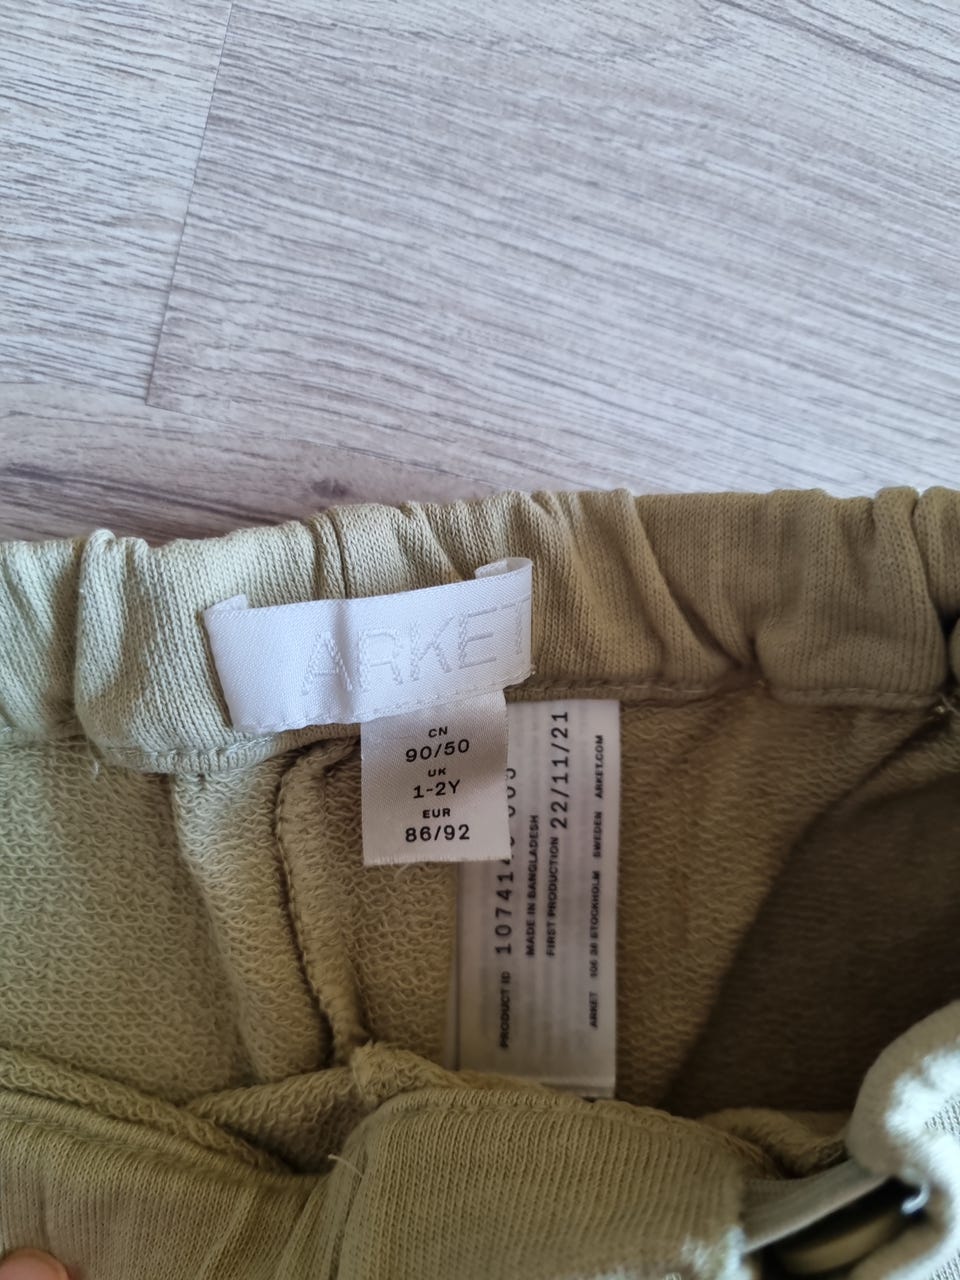 ARKET
CN
90/50
UK
1-2Y
EUR
86/92
PRODUCT ID
MADE IN BANGLADESH
FIRST PRODUCTION 22/11/21
ARKET 106 38 STOCKHOLM SWEDEN ARKET.COM